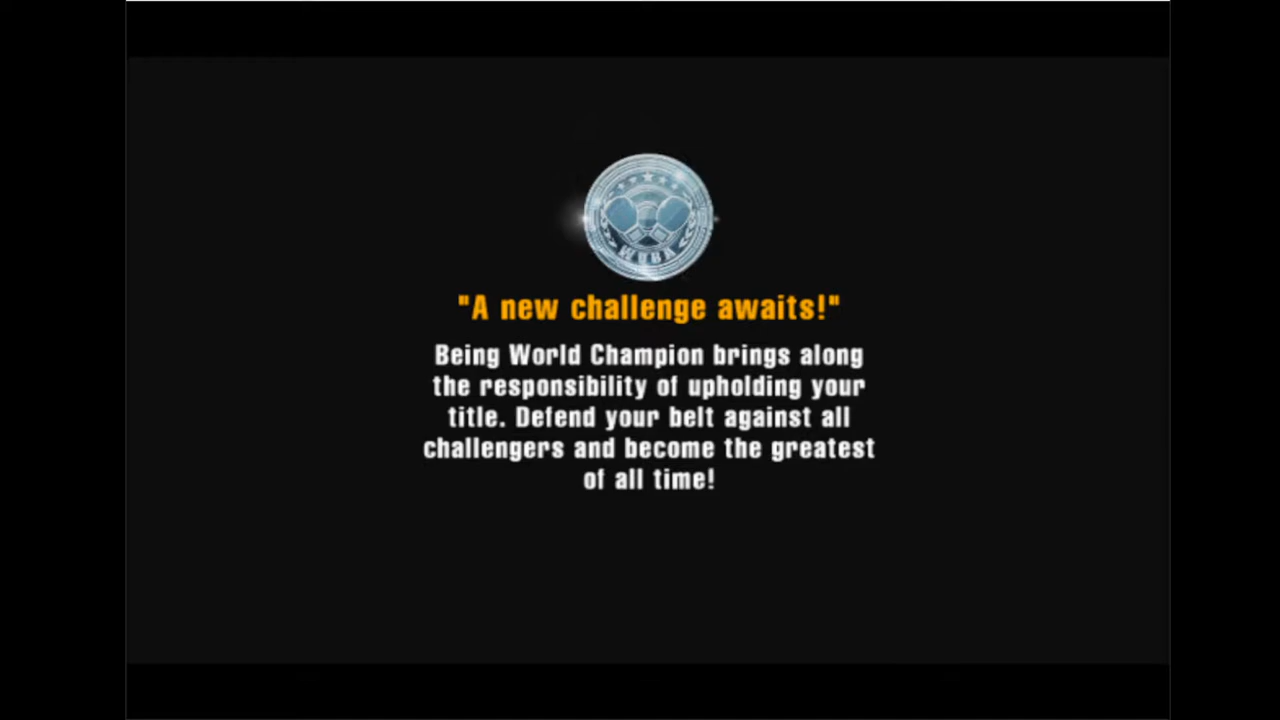 WVBA
"A new challenge awaits!"
Being World Champion brings along
the responsibility of upholding your
title. Defend your belt against all
challengers and become the greatest
of all time!